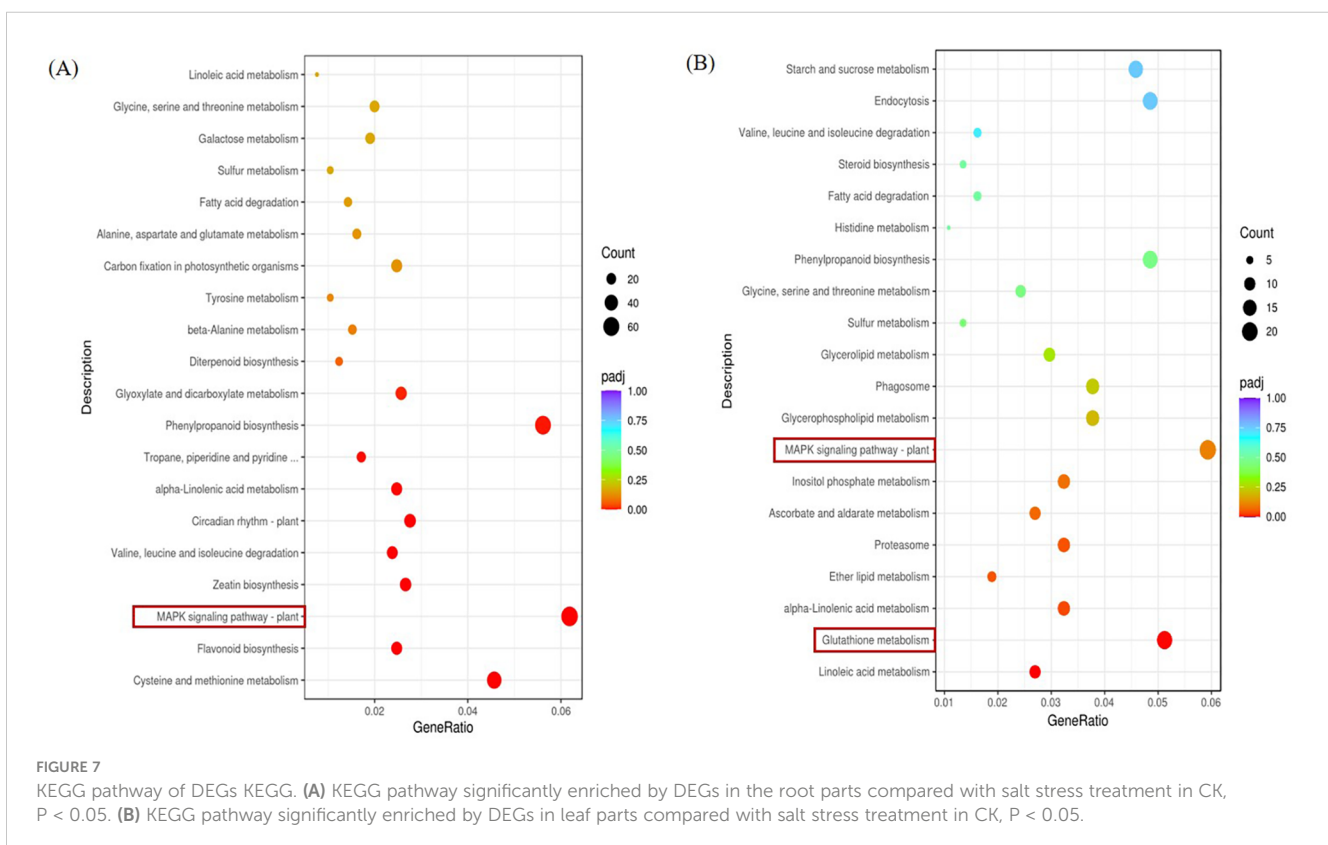 (A)
Linoleic acid metabolism
Glycine, serine and threonine metabolism
Galactose metabolism
Sulfur metabolism
Fatty acid degradation
Alanine, aspartate and glutamate metabolism
Carbon fixation in photosynthetic organisms
Tyrosine metabolism
beta-Alanine metabolism
Diterpenoid biosynthesis
Glyoxylate and dicarboxylate metabolism
Phenylpropanoid biosynthesis
Tropane, piperidine and pyridine ...
alpha-Linolenic acid metabolism
Circadian rhythm - plant
Valine, leucine and isoleucine degradation
Zeatin biosynthesis
MAPK signaling pathway - plant
Flavonoid biosynthesis
Cysteine and methionine metabolism
Description
0.02 0.04 0.06
GeneRatio
Count
20
40
60
padj
1.00
0.75
0.50
0.25
0.00
(B)
Starch and sucrose metabolism
Endocytosis
Valine, leucine and isoleucine degradation
Steroid biosynthesis
Fatty acid degradation
Histidine metabolism
Phenylpropanoid biosynthesis
Glycine, serine and threonine metabolism
Sulfur metabolism
Glycerolipid metabolism
Phagosome
Glycerophospholipid metabolism
MAPK signaling pathway - plant
Inositol phosphate metabolism
Ascorbate and aldarate metabolism
Proteasome
Ether lipid metabolism
alpha-Linolenic acid metabolism
Glutathione metabolism
Linoleic acid metabolism
Description
0.01 0.02 0.03 0.04 0.05 0.06
GeneRatio
Count
5
10
15
20
padj
1.00
0.75
0.50
0.25
0.00
FIGURE 7
KEGG pathway of DEGs KEGG. (A) KEGG pathway significantly enriched by DEGs in the root parts compared with salt stress treatment in CK,
P < 0.05. (B) KEGG pathway significantly enriched by DEGs in leaf parts compared with salt stress treatment in CK, P < 0.05.